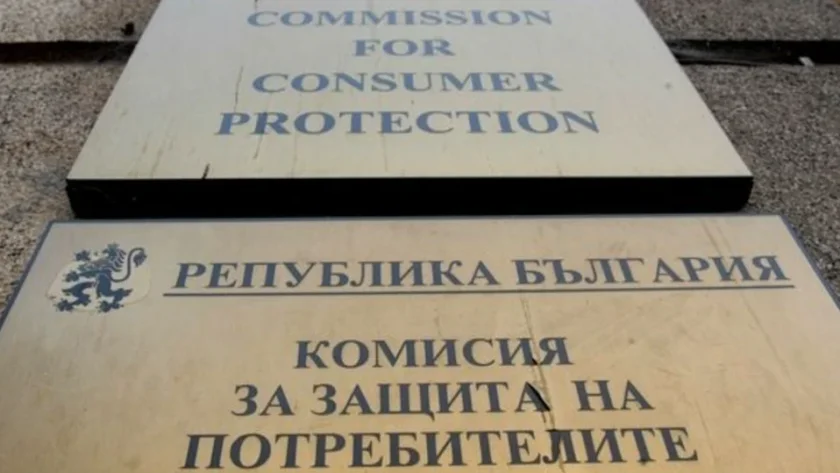 COMMISSION
FOR
CONSUMER
PROTECTION
РЕПУБЛИКА БЪЛГАРИЯ
КОМИСИЯ
ЗА ЗАЩИТА НА
ПОТРЕБИТЕЛИТЕ